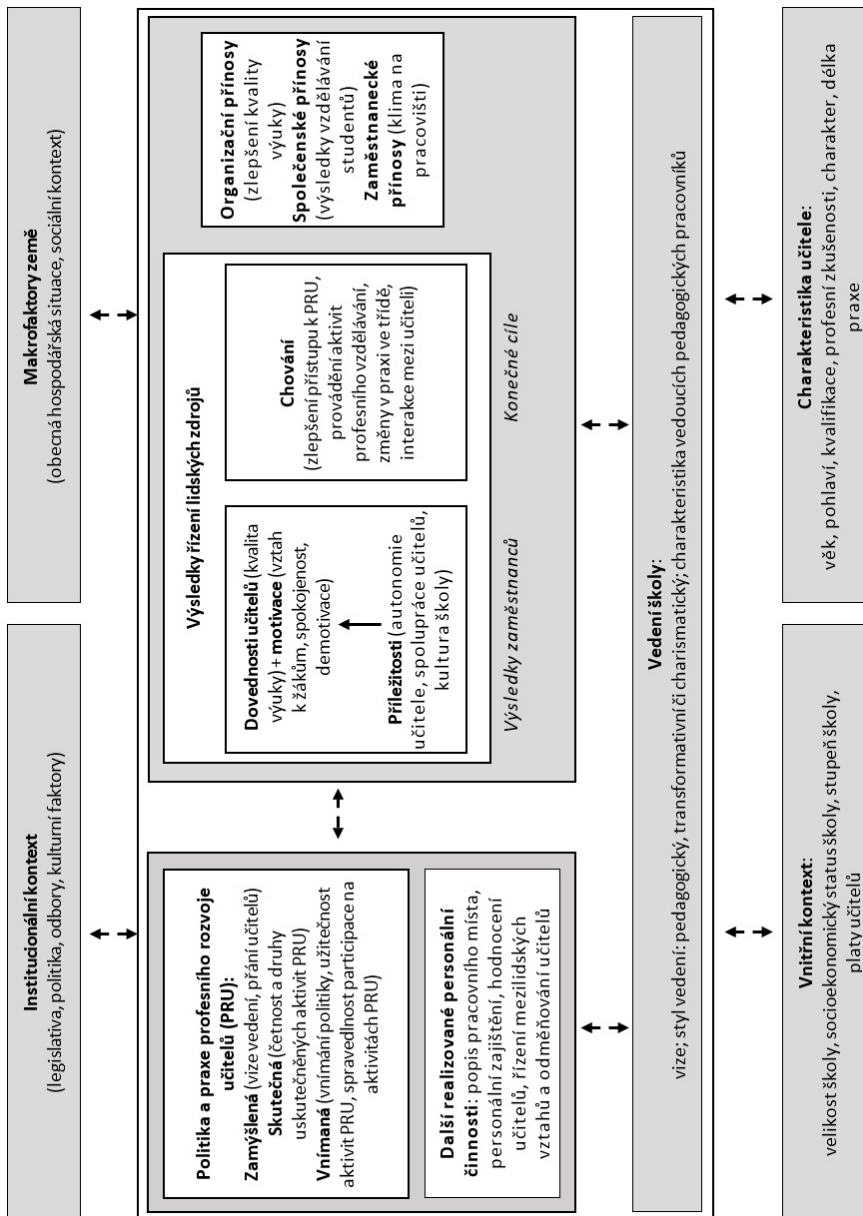 Institucionální kontext
(legislativa, politika, odbory, kulturní faktory)
Makrofaktory země
(obecná hospodářská situace, sociální kontext)
Politika a praxe profesního rozvoje
učitelů (PRU):
Zamýšlená (vize vedení, přání učitelů)
Skutečná (četnost a druhy
uskutečněných aktivit PRU)
Vnímaná (vnímání politiky, užitečnost
aktivit PRU, spravedlnost participace na
aktivitách PRU)
Další realizované personální
činnosti: popis pracovního místa,
personální zajištění, hodnocení
učitelů, řízení mezilidských
vztahů a odměňování učitelů
Výsledky řízení lidských zdrojů
Dovednosti učitelů (kvalita
výuky) + motivace (vztah
k žákům, spokojenost,
demotivace)
Příležitosti (autonomie
učitele, spolupráce učitelů,
kultura školy)
Chování
(zlepšení přístupu k PRU,
provádění aktivit
profesního vzdělávání,
změny v praxi ve třídě,
interakce mezi učiteli)
Výsledky zaměstnanců
Konečné cíle
Organizační přínosy
(zlepšení kvality
výuky)
Společenské přínosy
(výsledky vzdělávání
studentů)
Zaměstnanecké
přínosy (klima na
pracovišti)
Vedení školy:
vize; styl vedení: pedagogický, transformativní či charismatický; charakteristika vedoucích pedagogických pracovníků
Vnitřní kontext:
velikost školy, socioekonomický status školy, stupeň školy,
platy učitelů
Charakteristika učitele:
věk, pohlaví, kvalifikace, profesní zkušenosti, charakter, délka
praxe